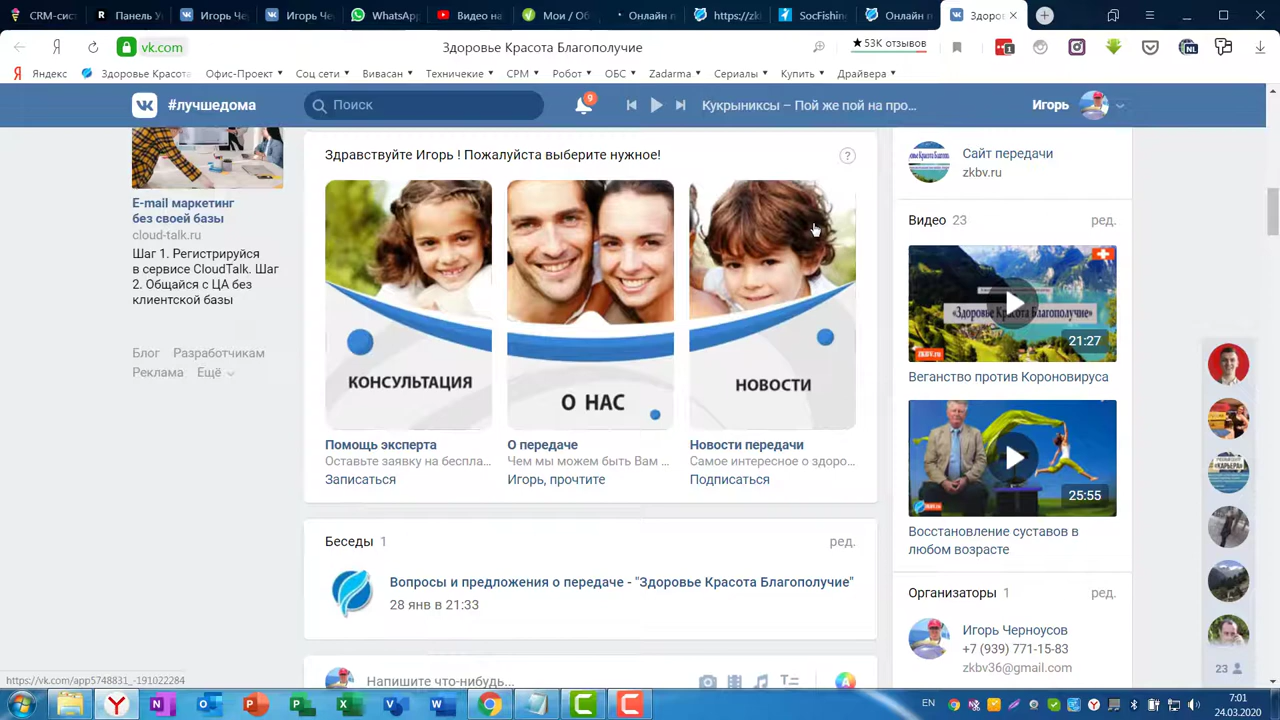 CRM-сист
Панель У
Игорь Че
Игорь Че
WhatsApp
Видео на
Мои / Об
Онлайн п
https://zk
SocFishing
Онлайн п
Здоров
vk.com
Здоровье Красота Благополучие
★ 53K отзывов
Яндекс
Здоровье Красота
Офис-Проект
Соц сети
Вивасан
Техничекие
СРМ
Робот
ОБС
Zadarma
Сериалы
Купить
Драйвера
#лучшедома
Поиск
9
Кукрыниксы – Пой же пой на про...
Игорь
E-mail маркетинг
без своей базы
cloud-talk.ru
Шаг 1. Регистрируйся
в сервисе CloudTalk. Шаг
2. Общайся с ЦА без
клиентской базы
Блог Разработчикам
Реклама Ещё
Здравствуйте Игорь ! Пожалуйста выберите нужное!
?
КОНСУЛЬТАЦИЯ
О НАС
НОВОСТИ
Помощь эксперта
Оставьте заявку на беспла...
Записаться
О передаче
Чем мы можем быть Вам ...
Игорь, прочтите
Новости передачи
Самое интересное о здоро...
Подписаться
Беседы 1
ред.
Вопросы и предложения о передаче - "Здоровье Красота Благополучие"
28 янв в 21:33
Напишите что-нибудь...
Сайт передачи
zkbv.ru
Видео 23
ред.
«Здоровье Красота Благополучие»
21:27
Веганство против Короновируса
25:55
Восстановление суставов в
любом возрасте
Организаторы 1
ред.
Игорь Черноусов
+7 (939) 771-15-83
zkbv36@gmail.com
23
https://vk.com/app5748831_-191022284
EN
7:01
24.03.2020